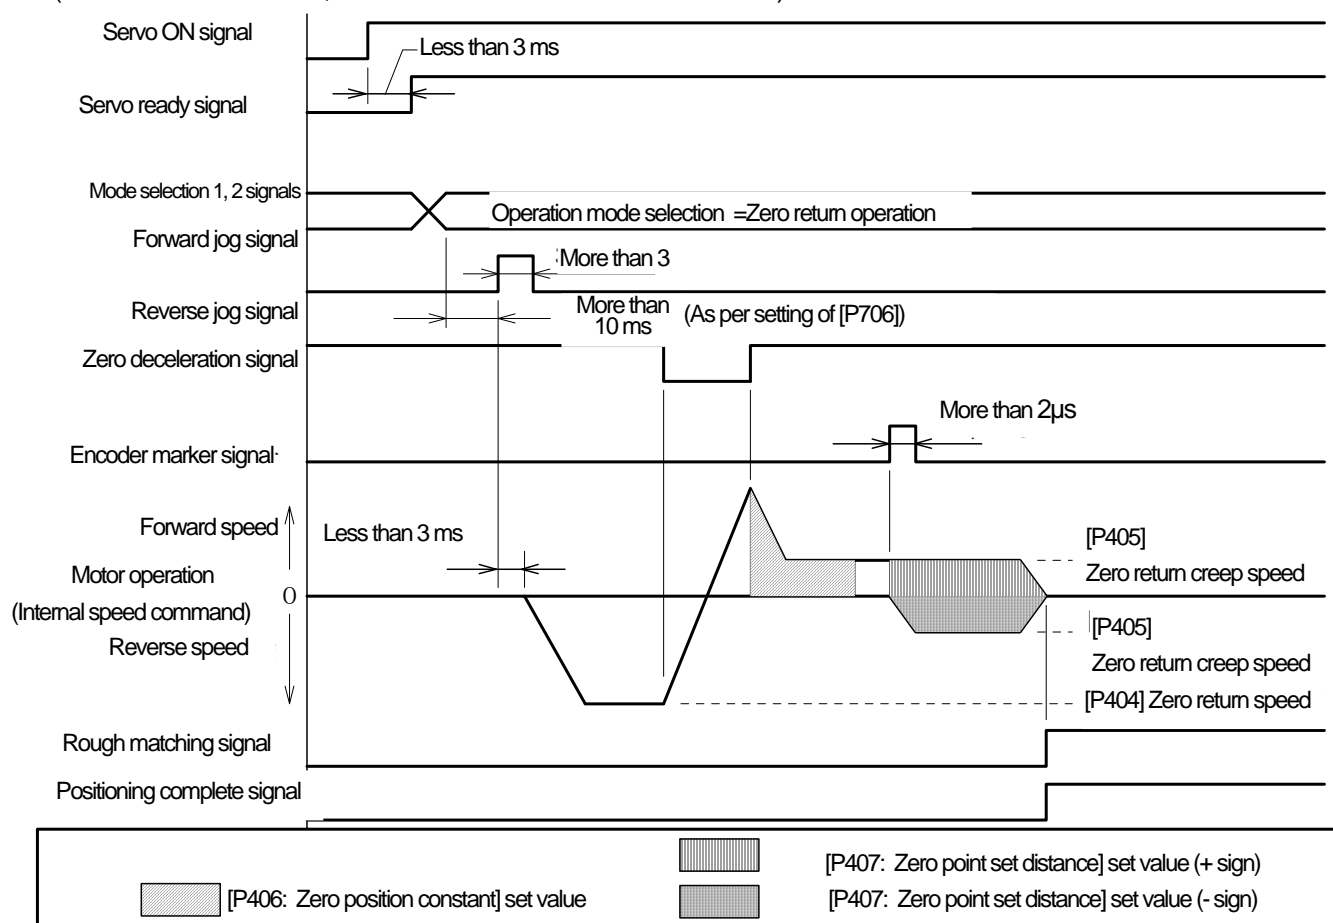 Servo ON signal
Less than 3 ms
Servo ready signal
Mode selection 1, 2 signals
Operation mode selection =Zero return operation
Forward jog signal
More than 3
Reverse jog signal
More than
10 ms
(As per setting of [P706])
Zero deceleration signal
More than 2µs
Encoder marker signal
Forward speed
Less than 3 ms
[P405]
Zero return creep speed
Motor operation
0
(Internal speed command)
[P405]
Reverse speed
Zero return creep speed
[P404] Zero return speed
Rough matching signal
Positioning complete signal
[P407: Zero point set distance] set value (+ sign)
[P406: Zero position constant] set value
[P407: Zero point set distance] set value (- sign)